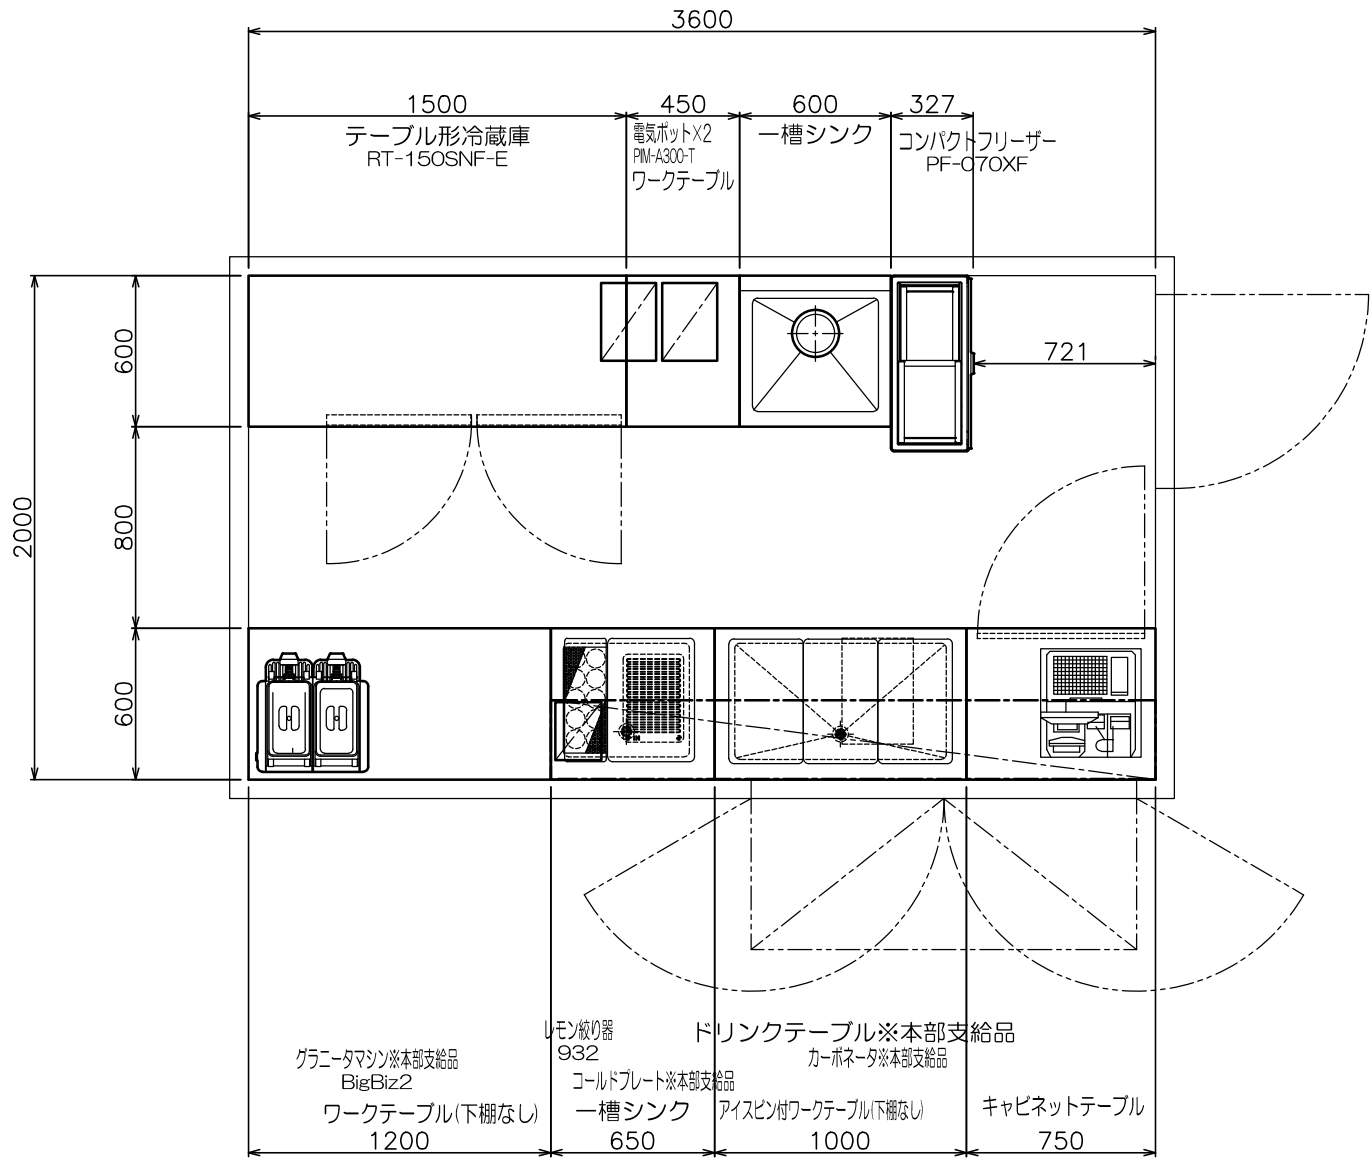 3600
1500
450
600
327
テーブル形冷蔵庫
RT-150SNF-E
電気ポット×2
PIM-A300-T
ワークテーブル
一槽シンク
コンパクトフリーザー
PF-070XF
721
600
800
600
2000
IN
レモン絞り器
932
ドリンクテーブル※本部支給品
カーボネータ※本部支給品
グラニータマシン※本部支給品
BigBiz2
コールドプレート※本部支給品
ワークテーブル(下棚なし)
一槽シンク
アイスビン付ワークテーブル(下棚なし)
キャビネットテーブル
1200
650
1000
750